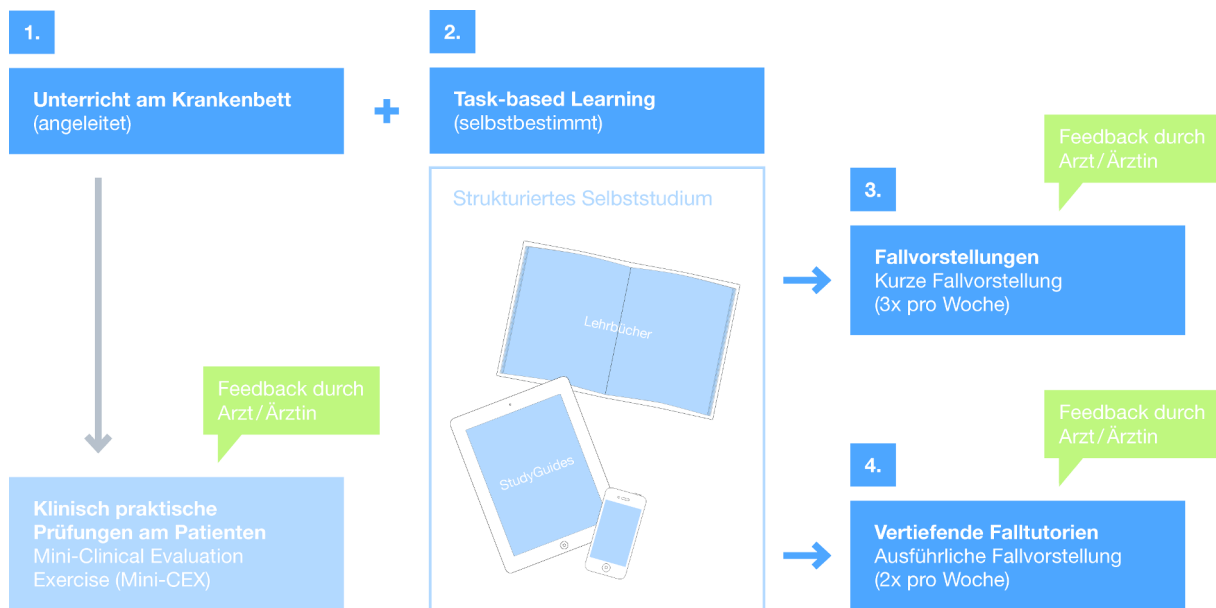 1.
Unterricht am Krankenbett
(angeleitet)
+
2.
Task-based Learning
(selbstbestimmt)
Strukturiertes Selbststudium
Lehrbücher
StudyGuides
Feedback durch
Arzt / Ärztin
3.
Fallvorstellungen
Kurze Fallvorstellung
(3x pro Woche)
Feedback durch
Arzt / Ärztin
Klinisch praktische
Prüfungen am Patienten
Mini-Clinical Evaluation
Exercise (Mini-CEX)
Feedback durch
Arzt / Ärztin
4.
Vertiefende Falltutorien
Ausführliche Fallvorstellung
(2x pro Woche)